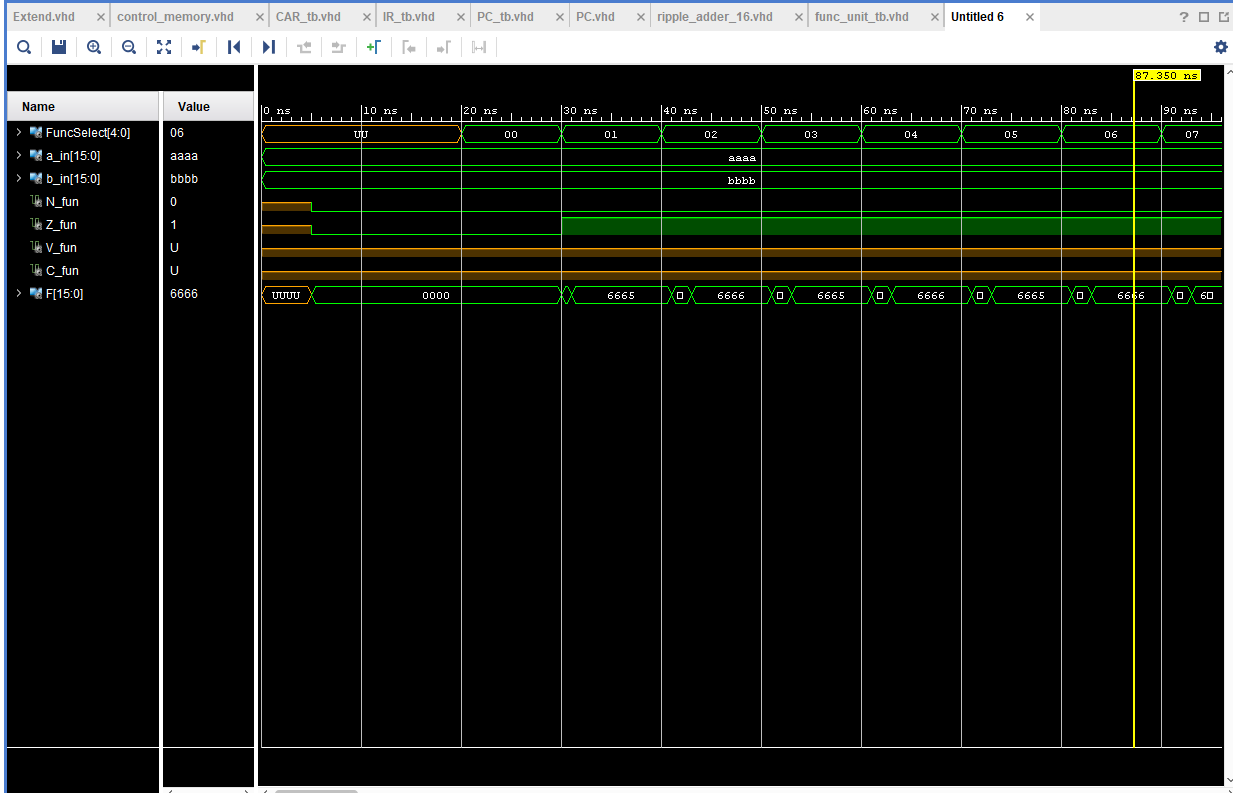 Extend.vhd control_memory.vhd CAR_tb.vhd IR_tb.vhd PC_tb.vhd PC.vhd ripple_adder_16.vhd func_unit_tb.vhd Untitled 6
87.350 ns
Name Value
0 ns 10 ns 20 ns 30 ns 40 ns 50 ns 60 ns 70 ns 80 ns 90 ns
FuncSelect[4:0] 06 UU 00 01 02 03 04 05 06 07
a_in[15:0] aaaa aaaa
b_in[15:0] bbbb bbbb
N_fun 0
Z_fun 1
V_fun U
C_fun U
F[15:0] 6666 UUUU 0000 6665 6666 6665 6666 6665 6666 6